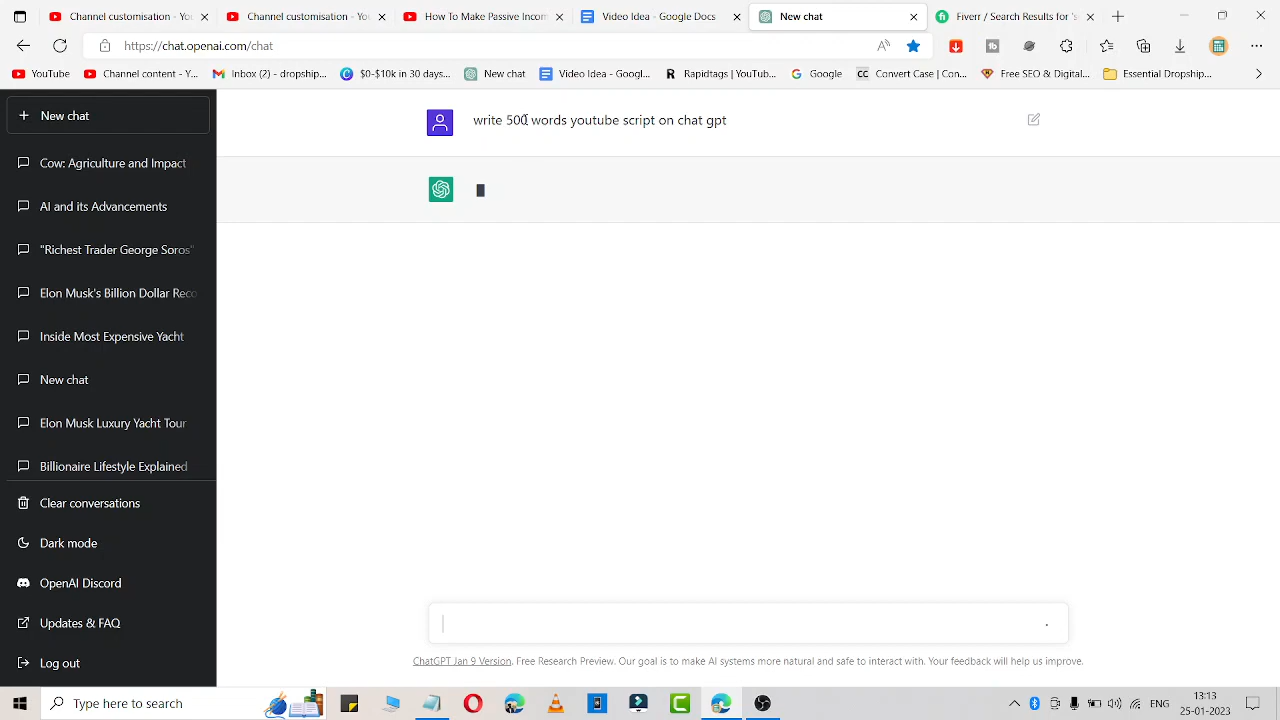 Channel customisation - You
Channel customisation - You
How To Make Passive Incom
Video Idea - Google Docs
New chat
Fiverr / Search Results for 's
https://chat.openai.com/chat
YouTube
Channel customisation - Y...
Inbox (2) - dropship...
$0-$10k in 30 days...
New chat
Video Idea - Googl...
Rapidtags | YouTub...
Google
Convert Case | Con...
Free SEO & Digital...
Essential Dropship...
New chat
write 500 words youtube script on chat gpt
Cow: Agriculture and Impact
AI and its Advancements
"Richest Trader George Soros"
Elon Musk's Billion Dollar Reco
Inside Most Expensive Yacht
New chat
Elon Musk Luxury Yacht Tour
Billionaire Lifestyle Explained
Clear conversations
Dark mode
OpenAI Discord
Updates & FAQ
Log out
ChatGPT Jan 9 Version. Free Research Preview. Our goal is to make AI systems more natural and safe to interact with. Your feedback will help us improve.
Type here to search
ENG
13:13
25-01-2023